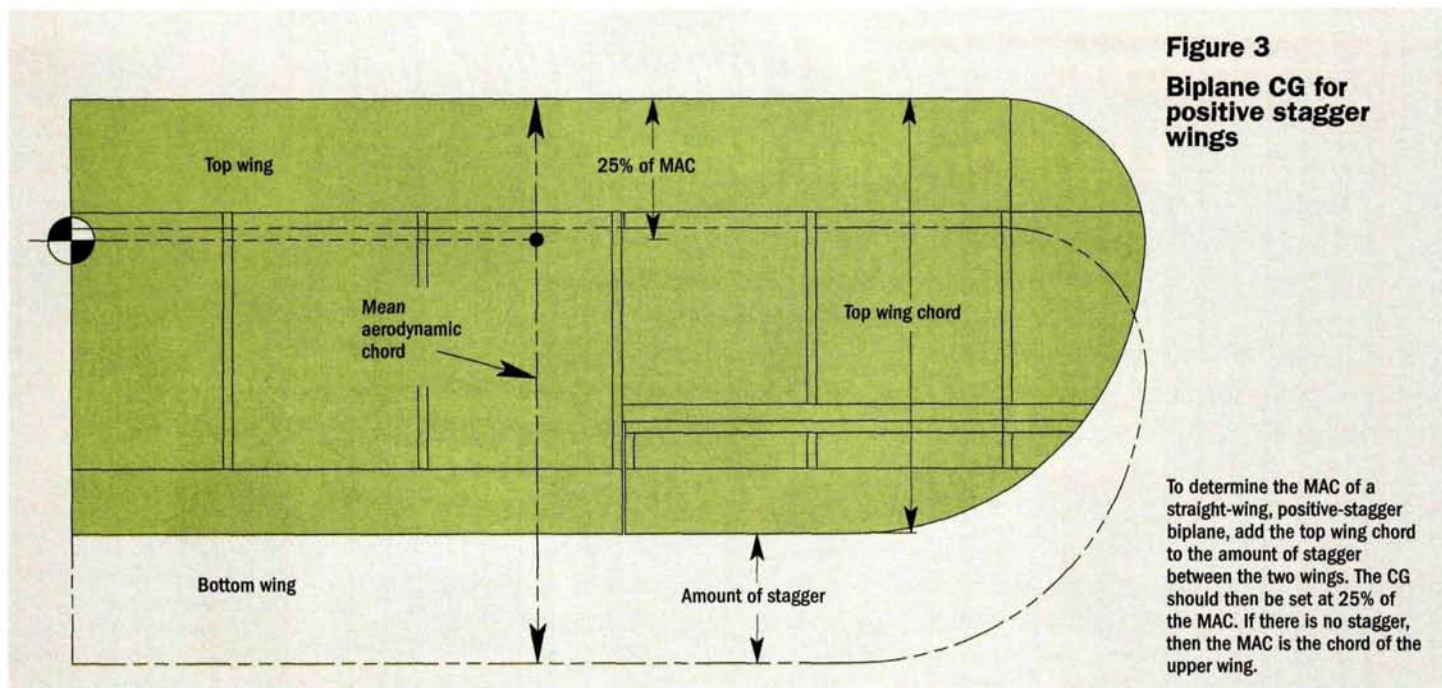 Figure 3
Biplane CG for
positive stagger
wings
Top wing
25% of MAC
Mean
aerodynamic
chord
Top wing chord
Bottom wing
Amount of stagger
To determine the MAC of a
straight-wing, positive-stagger
biplane, add the top wing chord
to the amount of stagger
between the two wings. The CG
should then be set at 25% of
the MAC. If there is no stagger,
then the MAC is the chord of the
upper wing.